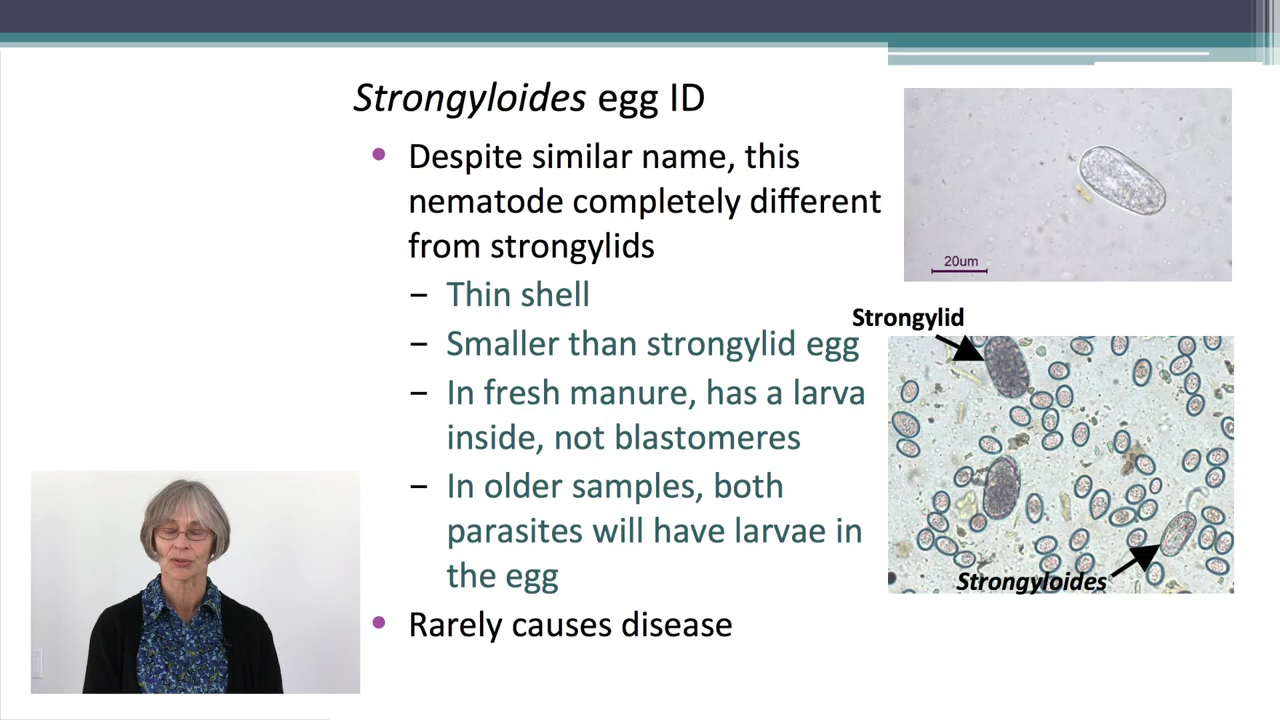 Strongyloides egg ID
• Despite similar name, this
nematode completely different
from strongylids
– Thin shell
– Smaller than strongylid egg
– In fresh manure, has a larva
inside, not blastomeres
– In older samples, both
parasites will have larvae in
the egg
• Rarely causes disease
20um
Strongylid
Strongyloides